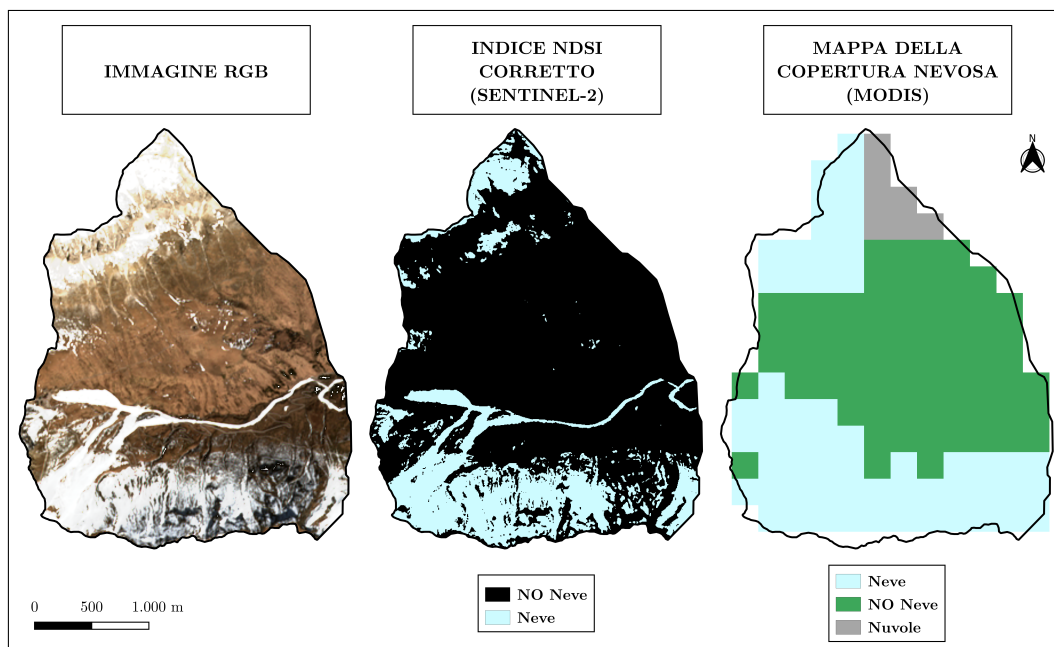 IMMAGINE RGB
INDICE NDSI
CORRETTO
(SENTINEL-2)
MAPPA DELLA
COPERTURA NEVOSA
(MODIS)
N
0 500 1.000 m
NO Neve
Neve
Neve
NO Neve
Nuvole